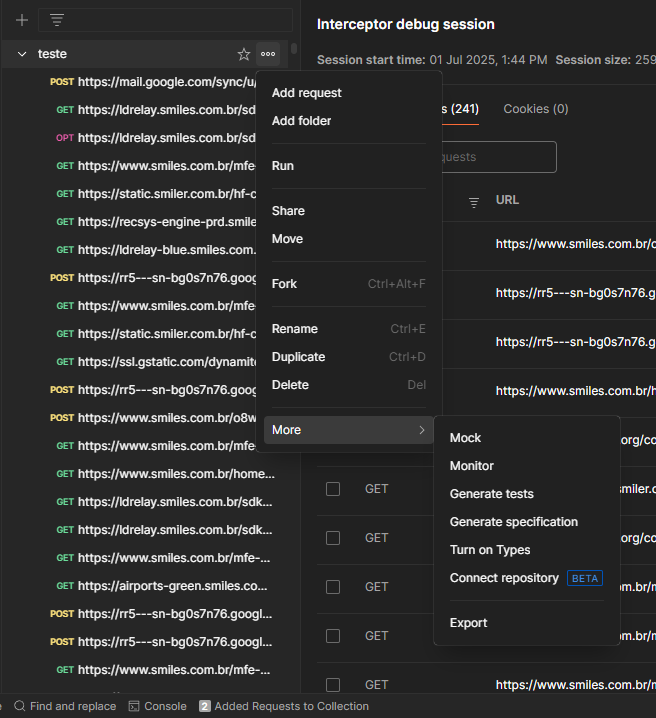 Interceptor debug session
teste
Session start time: 01 Jul 2025, 1:44 PM Session size: 259
POST https://mail.google.com/sync/u/
GET https://ldrelay.smiles.com.br/sd
OPT https://ldrelay.smiles.com.br/sd
GET https://www.smiles.com.br/mfe-
GET https://static.smiler.com.br/hf-c
GET https://recsys-engine-prd.smile
GET https://ldrelay-blue.smiles.com.
POST https://rr5---sn-bg0s7n76.goog
GET https://www.smiles.com.br/mfe-
GET https://static.smiler.com.br/hf-c
GET https://ssl.gstatic.com/dynamite
POST https://rr5---sn-bg0s7n76.goog
POST https://www.smiles.com.br/o8w
GET https://www.smiles.com.br/mfe-
GET https://www.smiles.com.br/home...
GET https://ldrelay.smiles.com.br/sdk...
GET https://ldrelay.smiles.com.br/sdk...
GET https://www.smiles.com.br/mfe-...
GET https://airports-green.smiles.co...
POST https://rr5---sn-bg0s7n76.googl...
POST https://rr5---sn-bg0s7n76.googl...
GET https://www.smiles.com.br/mfe-...
Add request
Add folder
Run
Share
Move
Fork Ctrl+Alt+F
Rename Ctrl+E
Duplicate Ctrl+D
Delete Del
More
Mock
Monitor
Generate tests
Generate specification
Turn on Types
Connect repository BETA
Export
s (241) Cookies (0)
quests
URL
https://www.smiles.com.br/c
https://rr5---sn-bg0s7n76.g
https://rr5---sn-bg0s7n76.g
https://www.smiles.com.br/h
org/co
GET smiler.c
GET org/co
GET .com.br/m
GET .com.br/m
GET https://www.smiles.com.br/m
Find and replace Console 2 Added Requests to Collection